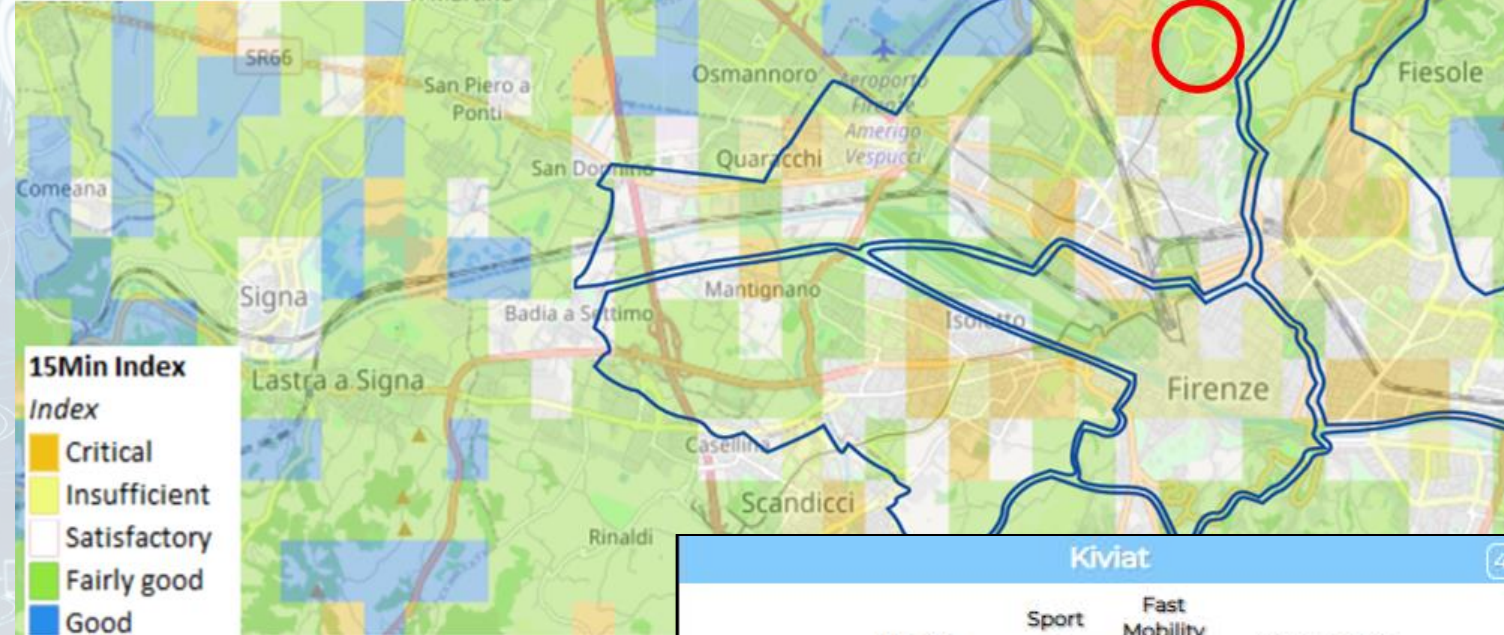 SR66
San Piero a
Ponti
Osmannoro
Aeroporto
Firenze
Amerigo
Vespucci
Fiesole
San Donnino
Quaracchi
Comeana
Signa
Mantignano
Badia a Settimo
Isolotto
Lastra a Signa
Firenze
Casellina
Scandicci
Rinaldi
15Min Index
Index
Critical
Insufficient
Satisfactory
Fairly good
Good
Kiviat
4
Sport
Fast
Mobility